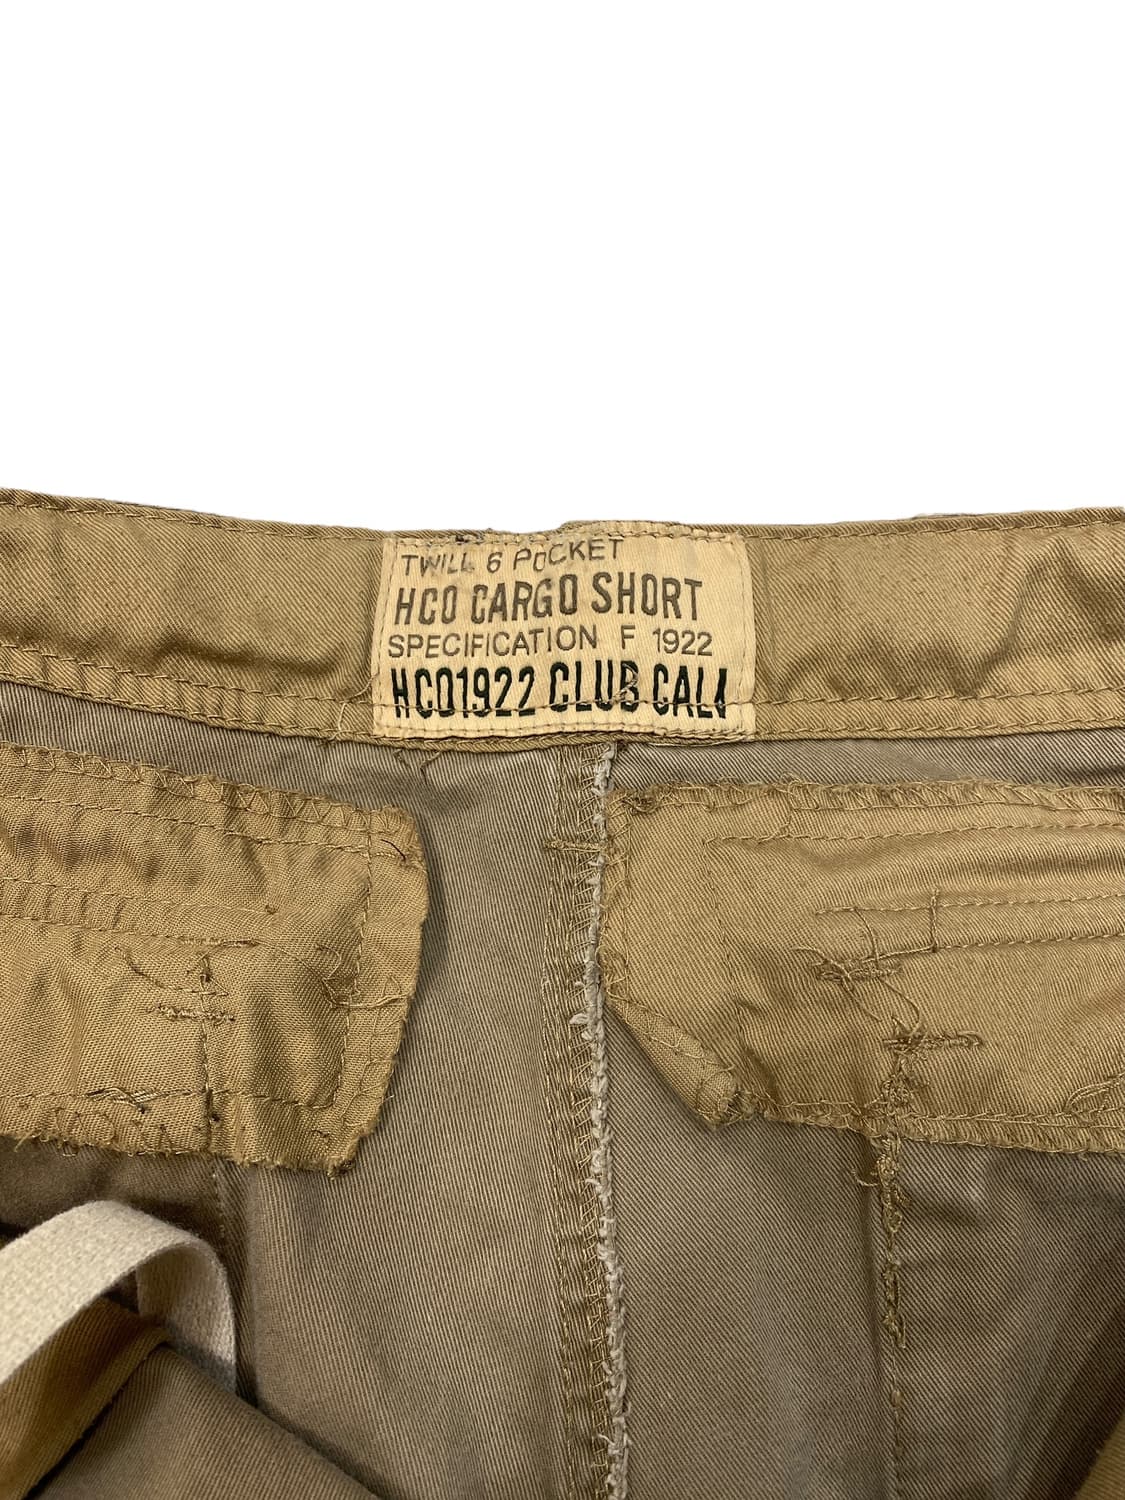 TWILL 6 POCKET
HCO CARGO SHORT
SPECIFICATION F 1922
HCO1922 CLUB CALI